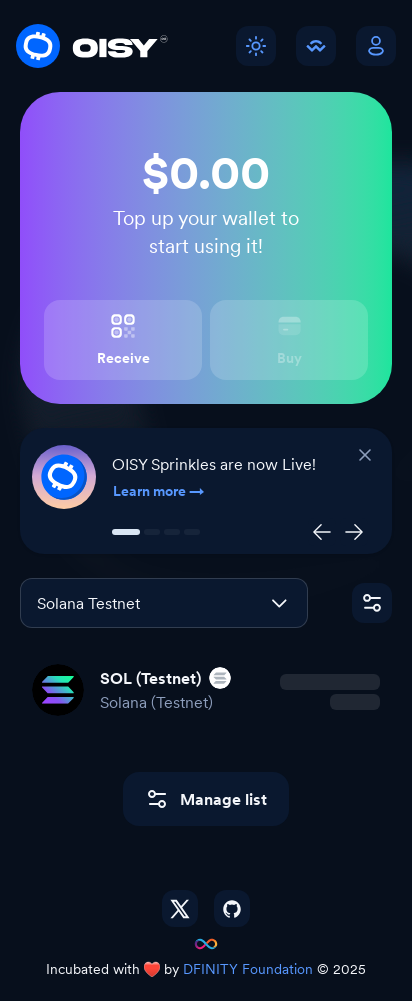 OISY
$0.00
Top up your wallet to
start using it!
Receive
Buy
OISY Sprinkles are now Live!
Learn more
Solana Testnet
SOL (Testnet)
Solana (Testnet)
Manage list
Incubated with ❤️ by DFINITY Foundation © 2025